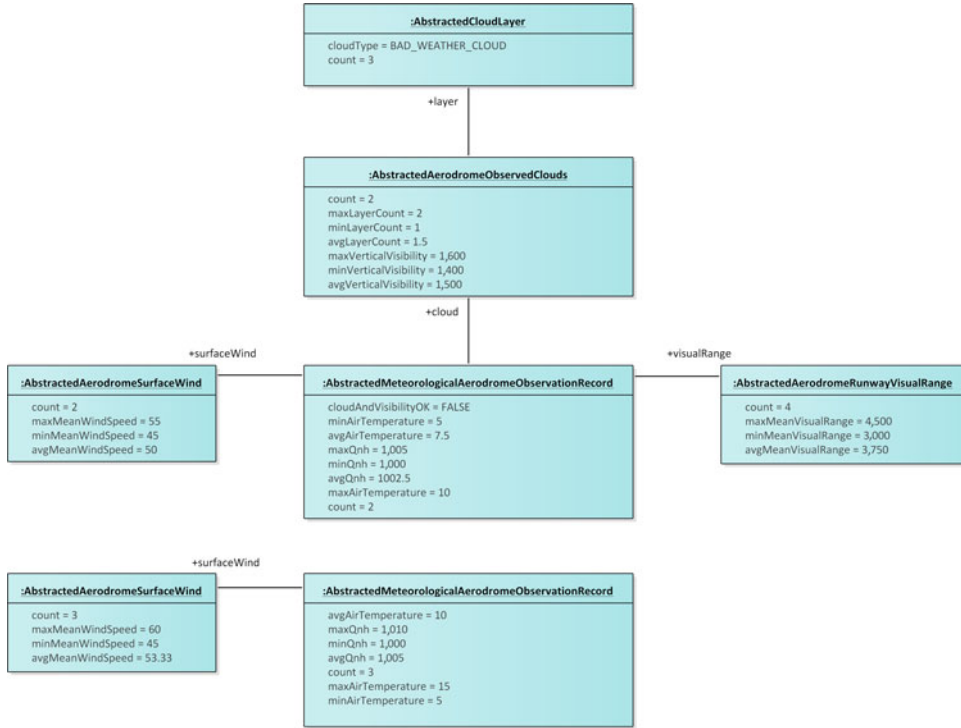 :AbstractedCloudLayer
cloudType = BAD_WEATHER_CLOUD
count = 3
+layer
:AbstractedAerodromeObservedClouds
count = 2
maxLayerCount = 2
minLayerCount = 1
avgLayerCount = 1.5
maxVerticalVisibility = 1,600
minVerticalVisibility = 1,400
avgVerticalVisibility = 1,500
+cloud
+surfaceWind
+visualRange
:AbstractedAerodromeSurfaceWind
count = 2
maxMeanWindSpeed = 55
minMeanWindSpeed = 45
avgMeanWindSpeed = 50
:AbstractedMeteorologicalAerodromeObservationRecord
cloudAndVisibilityOK = FALSE
minAirTemperature = 5
avgAirTemperature = 7.5
maxQnh = 1,005
minQnh = 1,000
avgQnh = 1002.5
maxAirTemperature = 10
count = 2
:AbstractedAerodromeRunwayVisualRange
count = 4
maxMeanVisualRange = 4,500
minMeanVisualRange = 3,000
avgMeanVisualRange = 3,750
+surfaceWind
:AbstractedAerodromeSurfaceWind
count = 3
maxMeanWindSpeed = 60
minMeanWindSpeed = 45
avgMeanWindSpeed = 53.33
:AbstractedMeteorologicalAerodromeObservationRecord
avgAirTemperature = 10
maxQnh = 1,010
minQnh = 1,000
avgQnh = 1,005
count = 3
maxAirTemperature = 15
minAirTemperature = 5